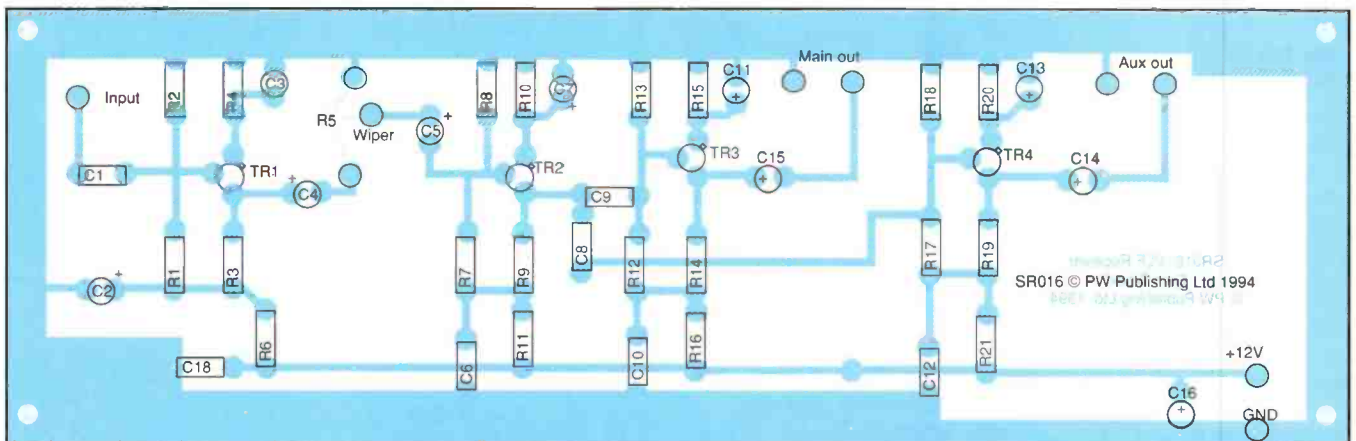 Main out
Aux out
C11
C13
C3
C7
Input
R2
R4
R8
R10
R13
R15
R18
R20
R5
Wiper
C5 +
TR1
TR2
TR3
TR4
C1
C4
C15
C14
C9
R1
R3
R7
R9
C8
R12
R14
R17
R19
SR016 © PW Publishing Ltd 1994
C2
R6
R11
R16
R21
C18
C6
C10
C12
+12V
C16
GND